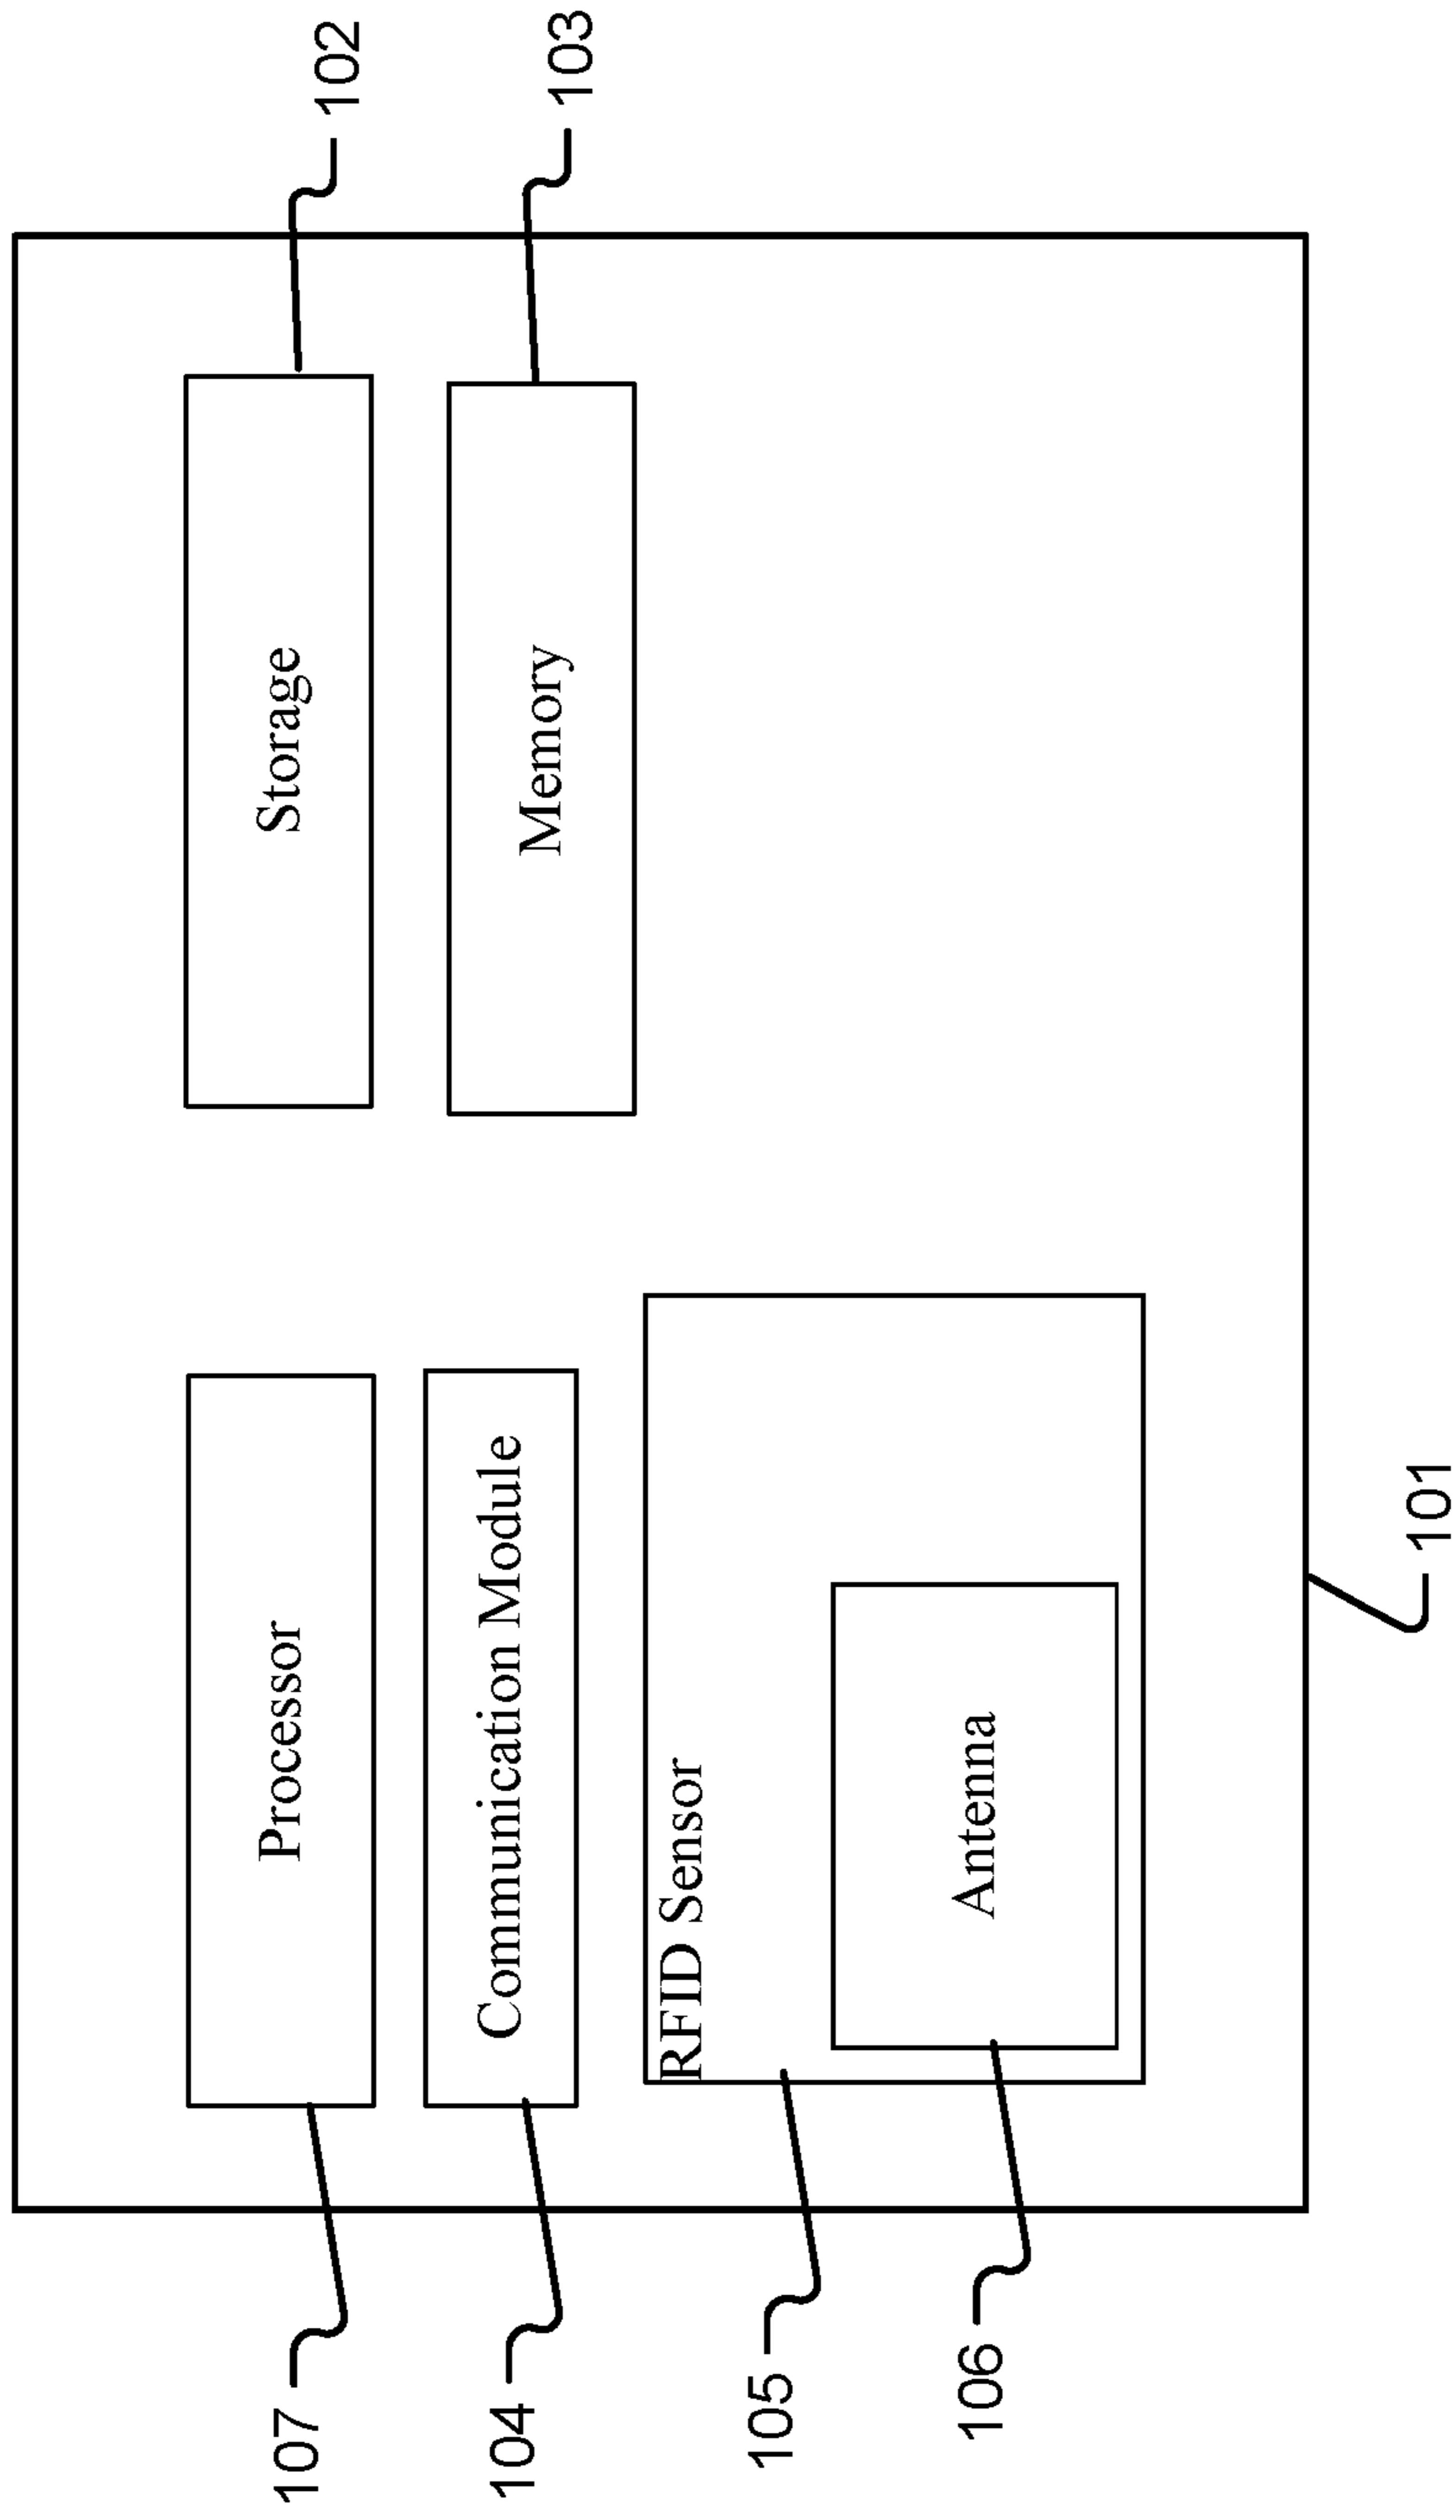 107
Processor
Storage
102
104
Communication Module
Memory
103
105
RFID Sensor
106
Antenna
101